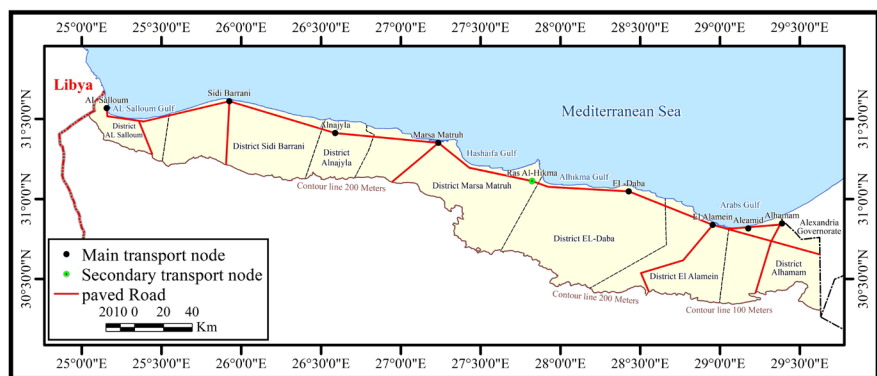 25°0'0"E 25°30'0"E 26°0'0"E 26°30'0"E 27°0'0"E 27°30'0"E 28°0'0"E 28°30'0"E 29°0'0"E 29°30'0"E
31°30'0"N
31°0'0"N
30°30'0"N
Libya
AL-Salloum
AL Salloum Gulf
District
AL Salloum
Sidi Barrani
District Sidi Barrani
Alnajyla
District
Alnajyla
Contour line 200 Meters
Marsa Matruh
Hashaifa Gulf
Mediterranean Sea
District Marsa Matruh
Ras Al-Hikma
Alhikma Gulf
EL-Daba
District EL-Daba
Contour line 200 Meters
Arabs Gulf
El Alamein
Aleamid
Alhamam
Alexandria
Governorate
District El Alamein
District
Alhamam
Contour line 100 Meters
Main transport node
Secondary transport node
paved Road
20 10 0 20 40
Km
31°30'0"N
31°0'0"N
30°30'0"N
25°0'0"E 25°30'0"E 26°0'0"E 26°30'0"E 27°0'0"E 27°30'0"E 28°0'0"E 28°30'0"E 29°0'0"E 29°30'0"E